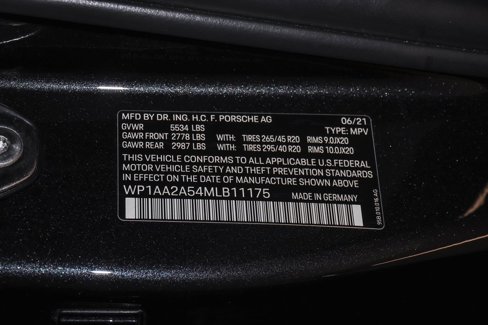 MFD BY DR. ING. H.C. F. PORSCHE AG 06/21
GVWR 5534 LBS TYPE: MPV
GAWR FRONT 2778 LBS WITH: TIRES 265/45 R20 RIMS 9.0JX20
GAWR REAR 2987 LBS WITH: TIRES 295/40 R20 RIMS 10.0JX20
THIS VEHICLE CONFORMS TO ALL APPLICABLE U.S.FEDERAL
MOTOR VEHICLE SAFETY AND THEFT PREVENTION STANDARDS
IN EFFECT ON THE DATE OF MANUFACTURE SHOWN ABOVE
WP1AA2A54MLB11175 MADE IN GERMANY